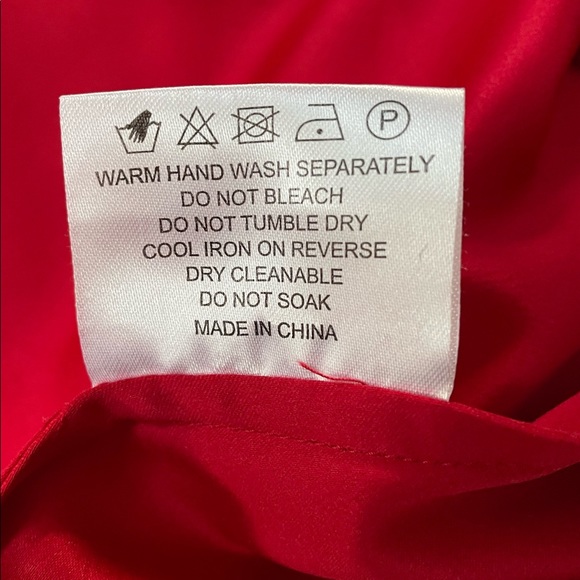 P
WARM HAND WASH SEPARATELY
DO NOT BLEACH
DO NOT TUMBLE DRY
COOL IRON ON REVERSE
DRY CLEANABLE
DO NOT SOAK
MADE IN CHINA